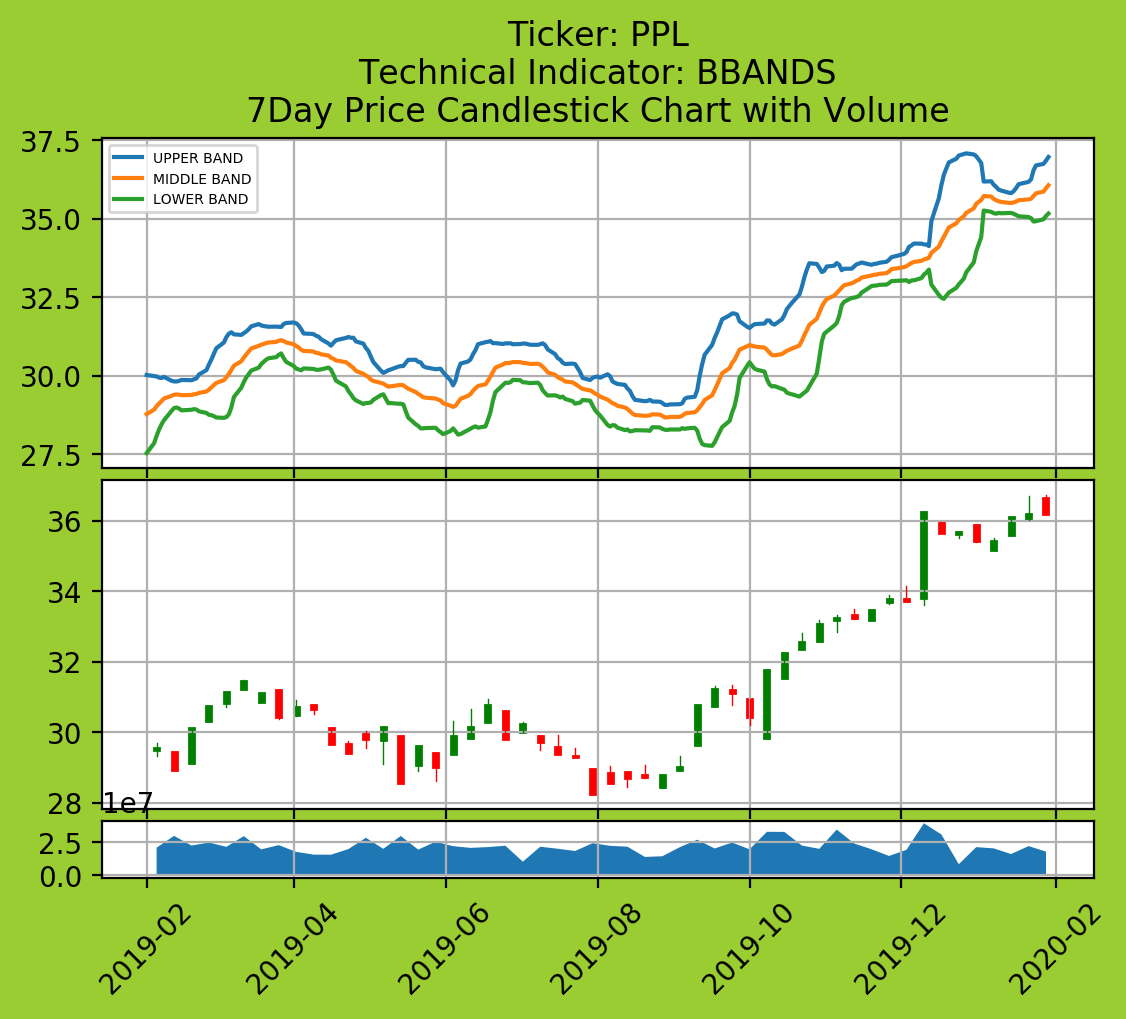 Ticker: PPL
Technical Indicator: BBANDS
7Day Price Candlestick Chart with Volume
37.5
35.0
32.5
30.0
27.5
UPPER BAND
MIDDLE BAND
LOWER BAND
36
34
32
30
28
1e7
2.5
0.0
2019-02
2019-04
2019-06
2019-08
2019-10
2019-12
2020-02